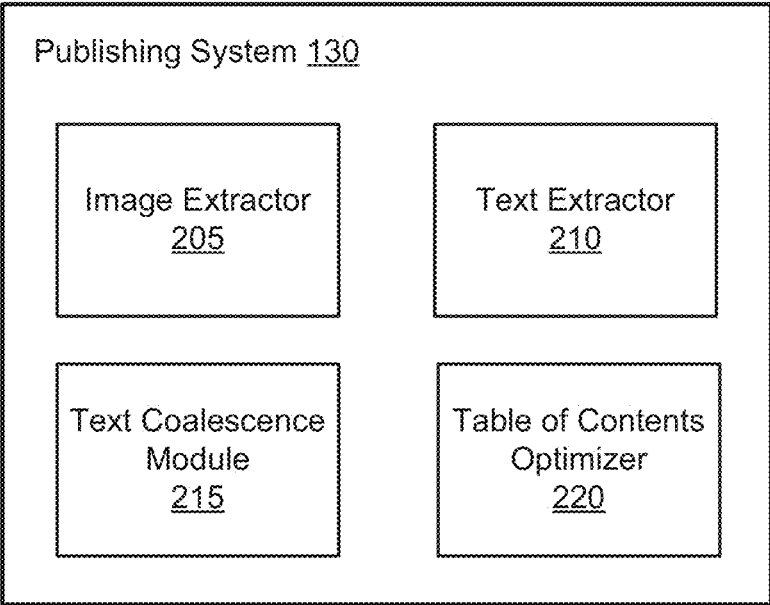 Publishing System 130
Image Extractor
205
Text Extractor
210
Text Coalescence
Module
215
Table of Contents
Optimizer
220